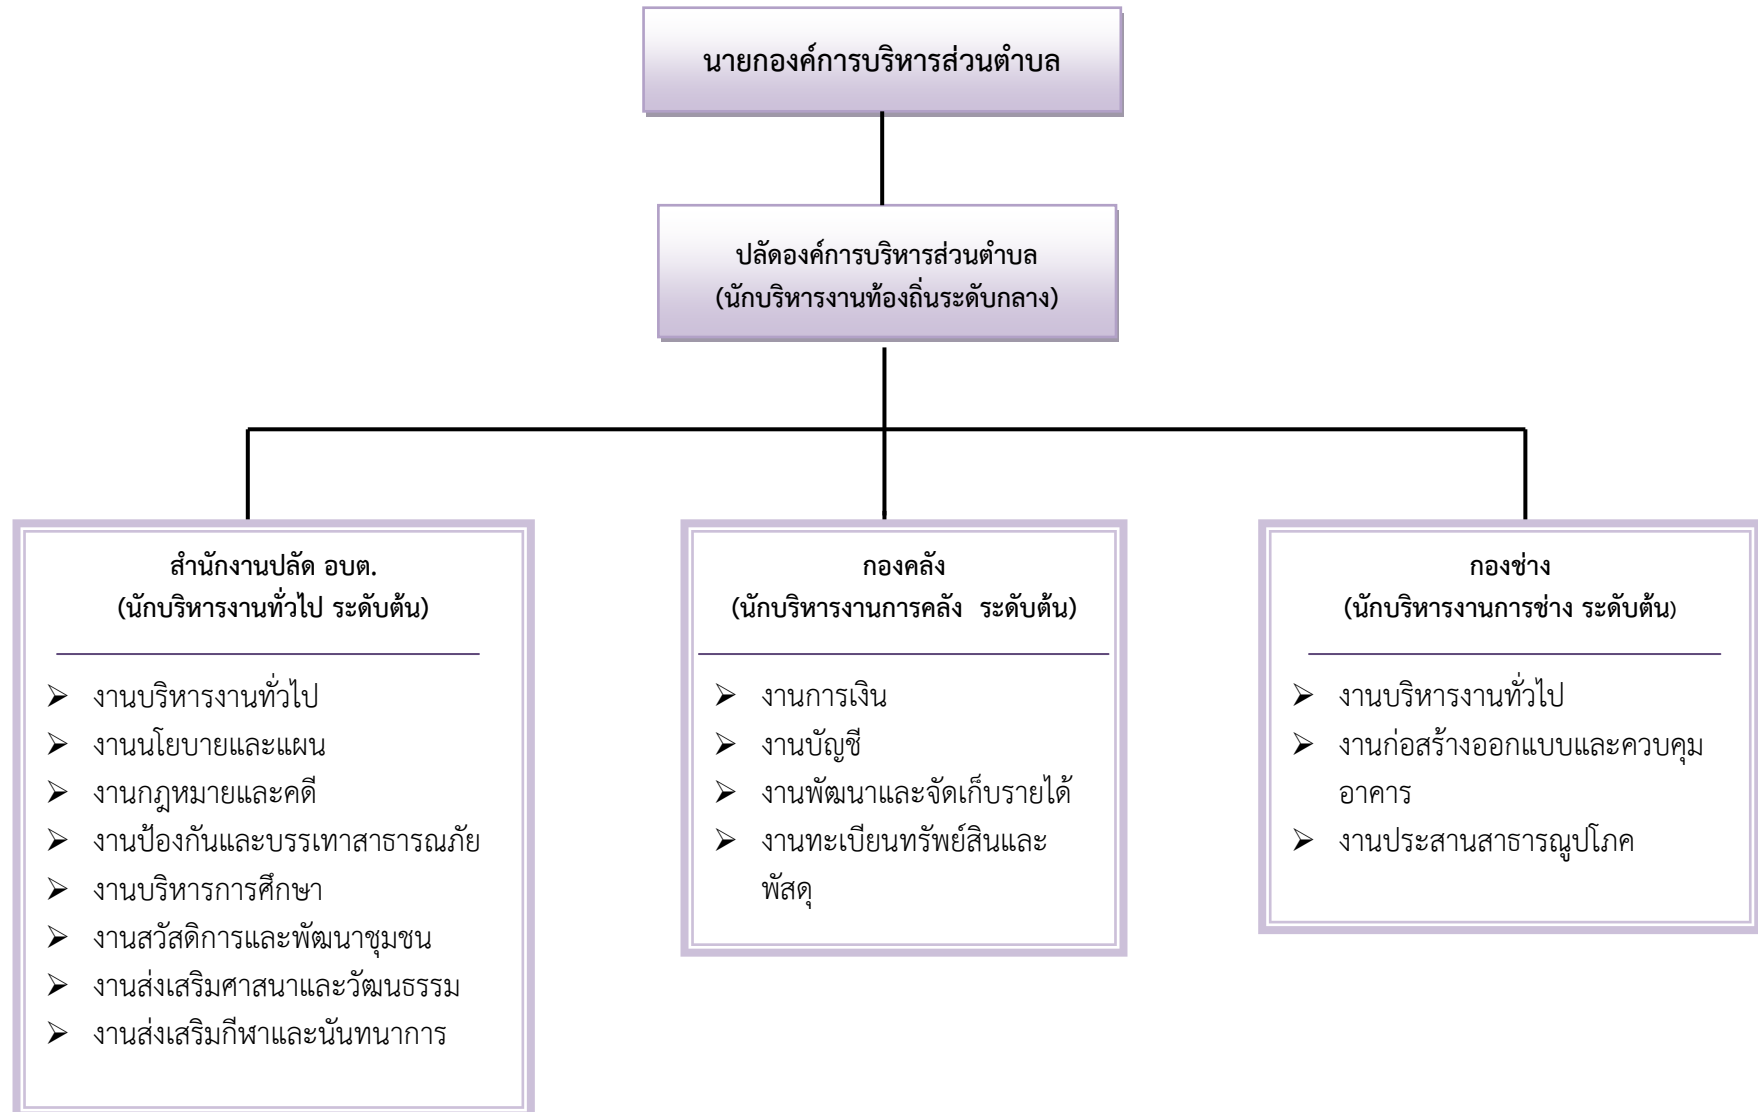 นายกองค์การบริหารส่วนตำบล
ปลัดองค์การบริหารส่วนตำบล
(นักบริหารงานท้องถิ่นระดับกลาง)
สำนักงานปลัด อบต.
(นักบริหารงานทั่วไป ระดับต้น)
งานบริหารงานทั่วไป
งานนโยบายและแผน
งานกฎหมายและคดี
งานป้องกันและบรรเทาสาธารณภัย
งานบริหารการศึกษา
งานสวัสดิการและพัฒนาชุมชน
งานส่งเสริมศาสนาและวัฒนธรรม
งานส่งเสริมกีฬาและนันทนาการ
กองคลัง
(นักบริหารงานการคลัง  ระดับต้น)
งานการเงิน
งานบัญชี
งานพัฒนาและจัดเก็บรายได้
งานทะเบียนทรัพย์สินและ
พัสดุ
กองช่าง
(นักบริหารงานการช่าง ระดับต้น)
งานบริหารงานทั่วไป
งานก่อสร้างออกแบบและควบคุม
อาคาร
งานประสานสาธารณูปโภค